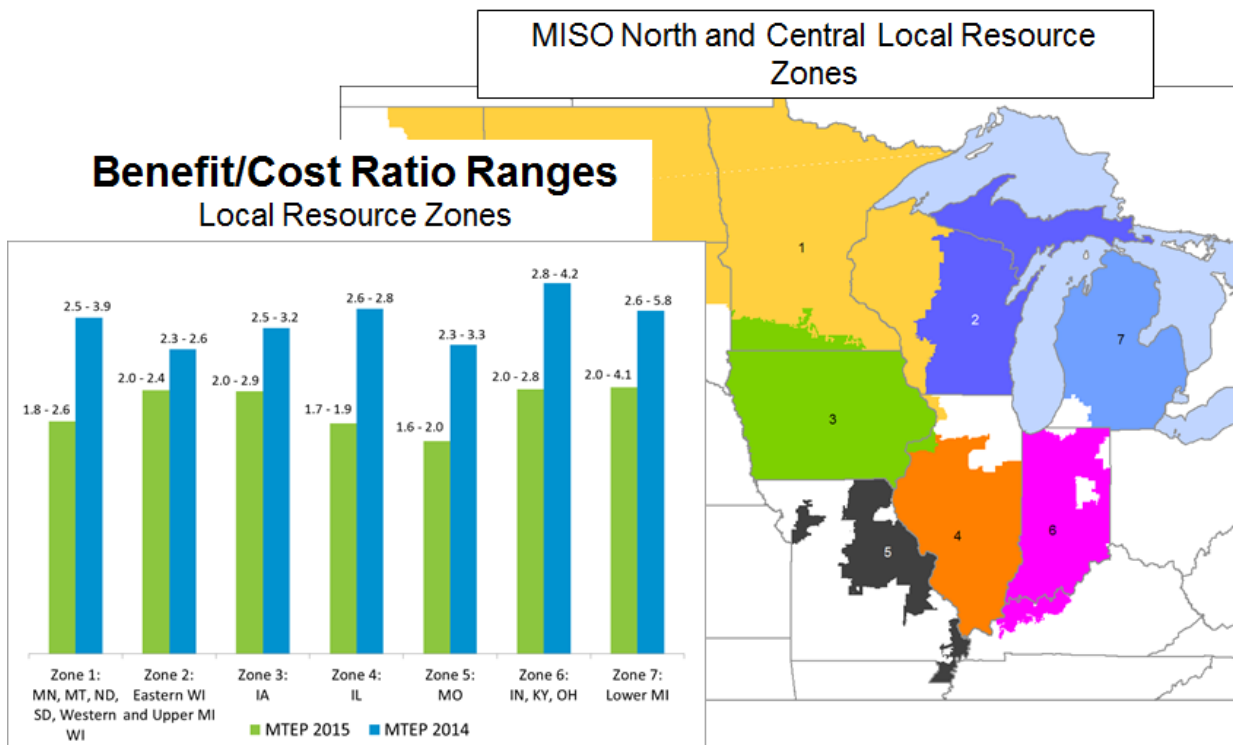 MISO North and Central Local Resource
Zones
Benefit/Cost Ratio Ranges
Local Resource Zones
1.8 - 2.6
2.5 - 3.9
2.0 - 2.4
2.3 - 2.6
2.0 - 2.9
2.5 - 3.2
1.7 - 1.9
2.6 - 2.8
1.6 - 2.0
2.3 - 3.3
2.0 - 2.8
2.8 - 4.2
2.0 - 4.1
2.6 - 5.8
Zone 1:
MN, MT, ND,
SD, Western
WI
Zone 2:
Eastern WI
and Upper MI
Zone 3:
IA
Zone 4:
IL
Zone 5:
MO
Zone 6:
IN, KY, OH
Zone 7:
Lower MI
MTEP 2015
MTEP 2014
1
2
3
4
5
6
7